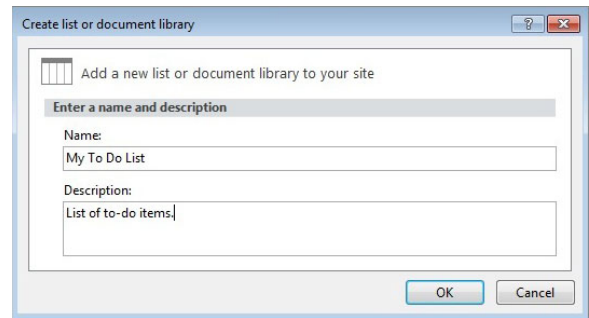 Create list or document library
Add a new list or document library to your site
Enter a name and description
Name:
My To Do List
Description:
List of to-do items.
OK Cancel